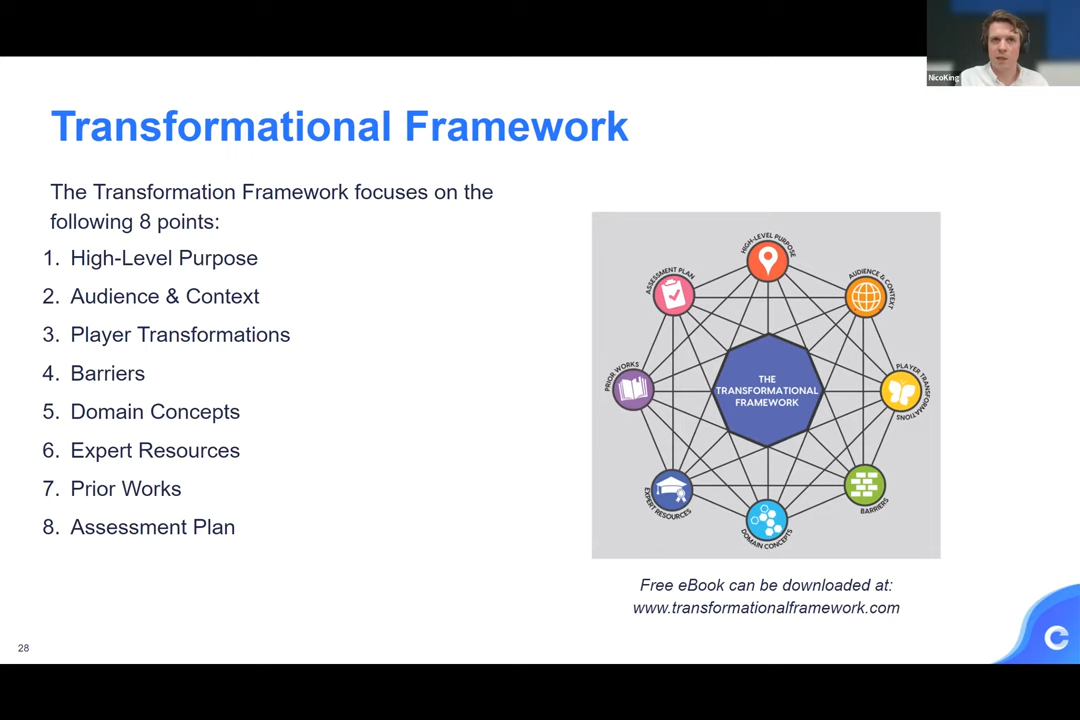 NicoKing
Transformational Framework
The Transformation Framework focuses on the
following 8 points:
1. High-Level Purpose
2. Audience & Context
3. Player Transformations
4. Barriers
5. Domain Concepts
6. Expert Resources
7. Prior Works
8. Assessment Plan
HIGH-LEVEL PURPOSE
AUDIENCE & CONTEXT
PLAYER TRANSFORMATIONS
BARRIERS
DOMAIN CONCEPTS
EXPERT RESOURCES
PRIOR WORKS
ASSESSMENT PLAN
THE
TRANSFORMATIONAL
FRAMEWORK
Free eBook can be downloaded at:
www.transformationalframework.com
28